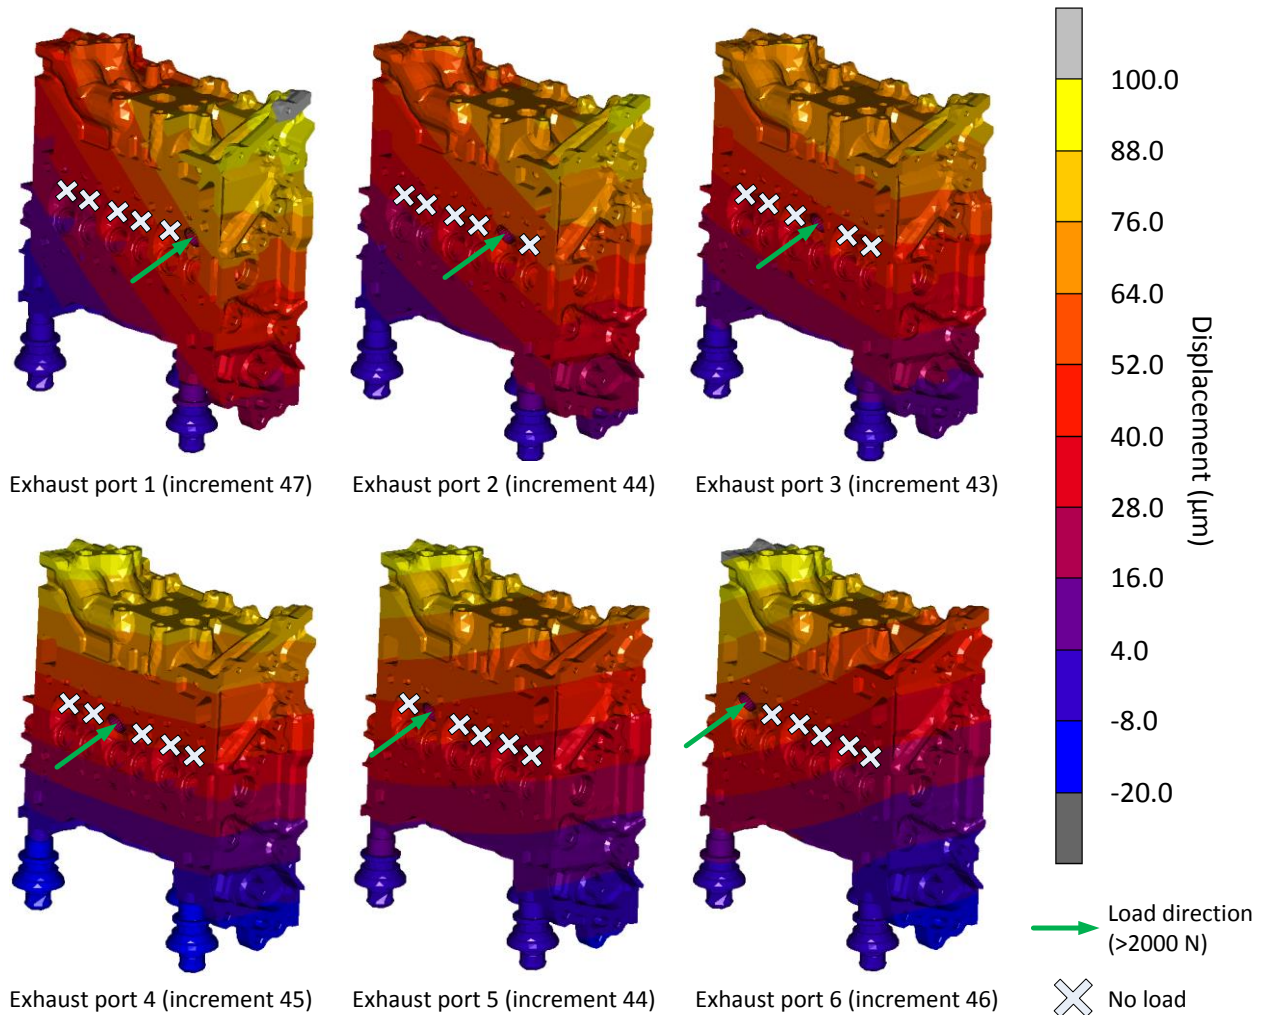 Exhaust port 1 (increment 47)
Exhaust port 2 (increment 44)
Exhaust port 3 (increment 43)
Exhaust port 4 (increment 45)
Exhaust port 5 (increment 44)
Exhaust port 6 (increment 46)
100.0
88.0
76.0
64.0
52.0
40.0
28.0
16.0
4.0
-8.0
-20.0
Displacement (µm)
Load direction
(>2000 N)
No load